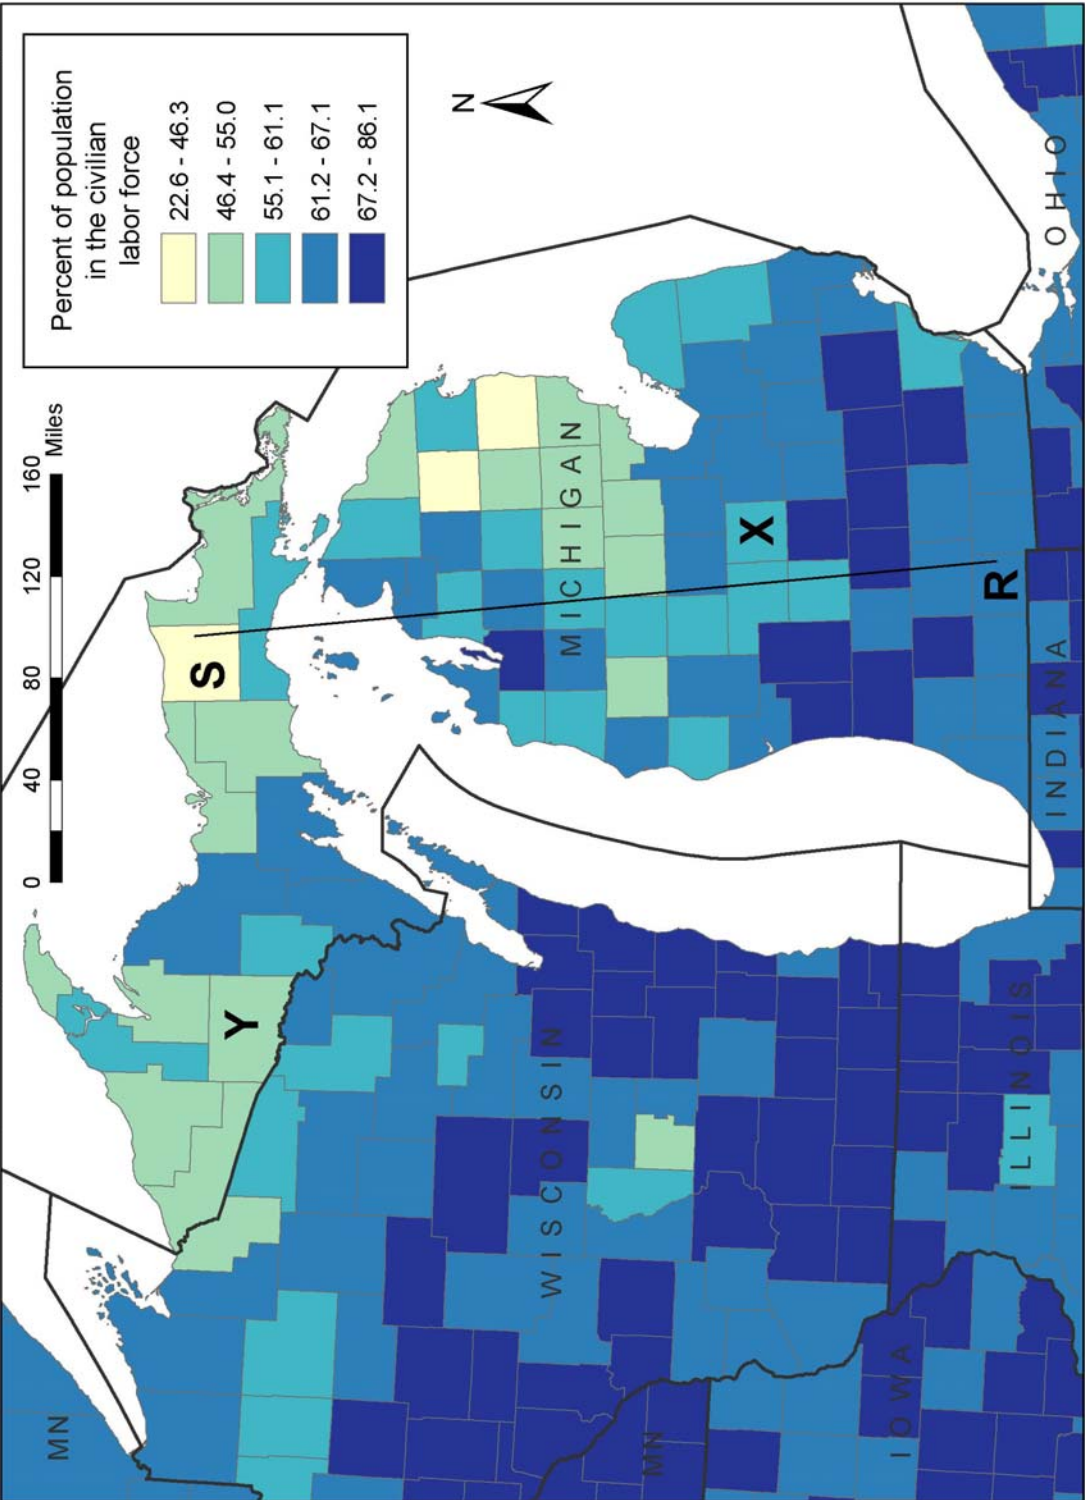 Percent of population
in the civilian
labor force
22.6 - 46.3
46.4 - 55.0
55.1 - 61.1
61.2 - 67.1
67.2 - 86.1
N
0 40 80 120 160
Miles
MN
S
Y
MICHIGAN
WISCONSIN
X
MN
R
IOWA
ILLINOIS
INDIANA
OHIO